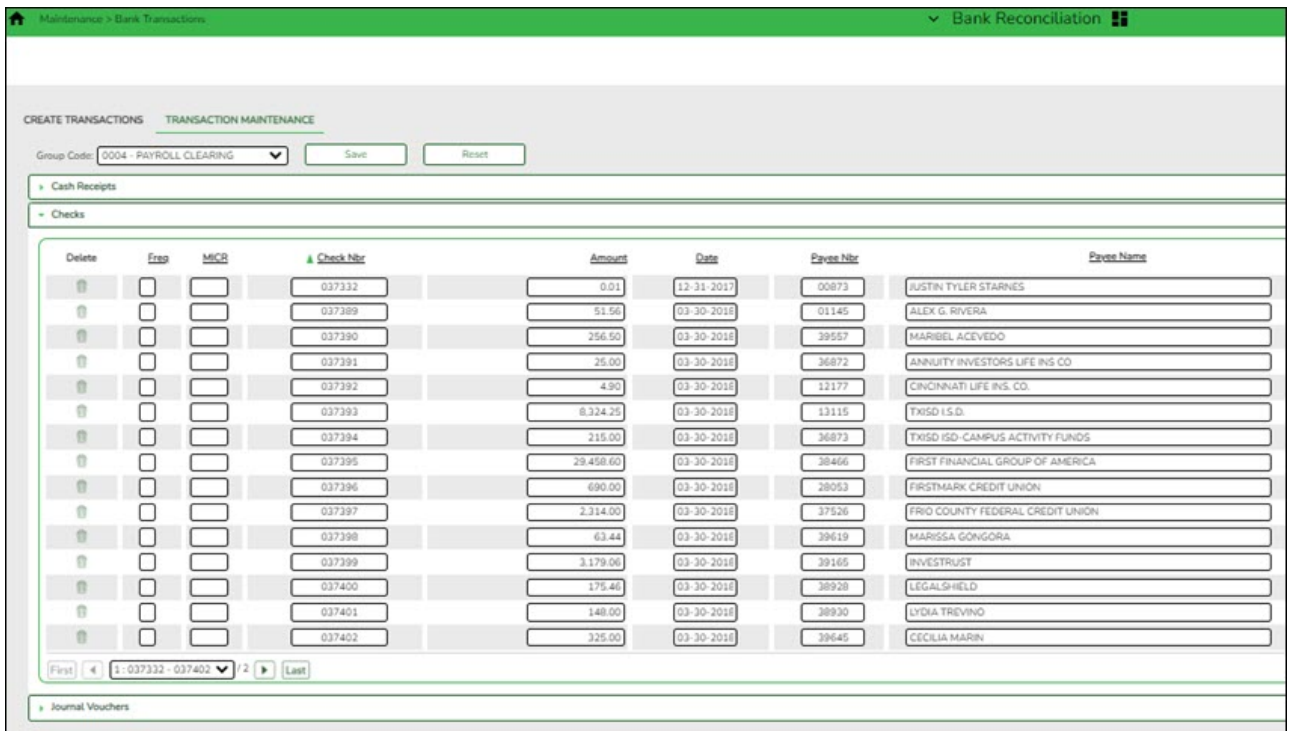 Maintenance > Bank Transactions Bank Reconciliation
CREATE TRANSACTIONS TRANSACTION MAINTENANCE
Group Code: 0004 - PAYROLL CLEARING Save Reset
Cash Receipts
Checks
Delete Freq MICR Check Nbr Amount Date Payee Nbr Payee Name
037332 0.01 12-31-2017 00873 JUSTIN TYLER STARNES
037389 51.56 03-30-2018 01145 ALEX G. RIVERA
037390 256.50 03-30-2018 39557 MARIBEL ACEVEDO
037391 25.00 03-30-2018 36872 ANNUITY INVESTORS LIFE INS CO
037392 4.90 03-30-2018 12177 CINCINNATI LIFE INS. CO.
037393 8,324.25 03-30-2018 13115 TXISD I.S.D.
037394 215.00 03-30-2018 36873 TXISD ISD-CAMPUS ACTIVITY FUNDS
037395 29,458.60 03-30-2018 38466 FIRST FINANCIAL GROUP OF AMERICA
037396 690.00 03-30-2018 28053 FIRSTMARK CREDIT UNION
037397 2,314.00 03-30-2018 37526 FRIO COUNTY FEDERAL CREDIT UNION
037398 63.44 03-30-2018 39619 MARISSA GONGORA
037399 3,179.06 03-30-2018 39165 INVESTRUST
037400 175.46 03-30-2018 38928 LEGALSHIELD
037401 148.00 03-30-2018 38930 LYDIA TREVINO
037402 325.00 03-30-2018 39645 CECILIA MARIN
First 1 : 037332 - 037402 / 2 Last
Journal Vouchers